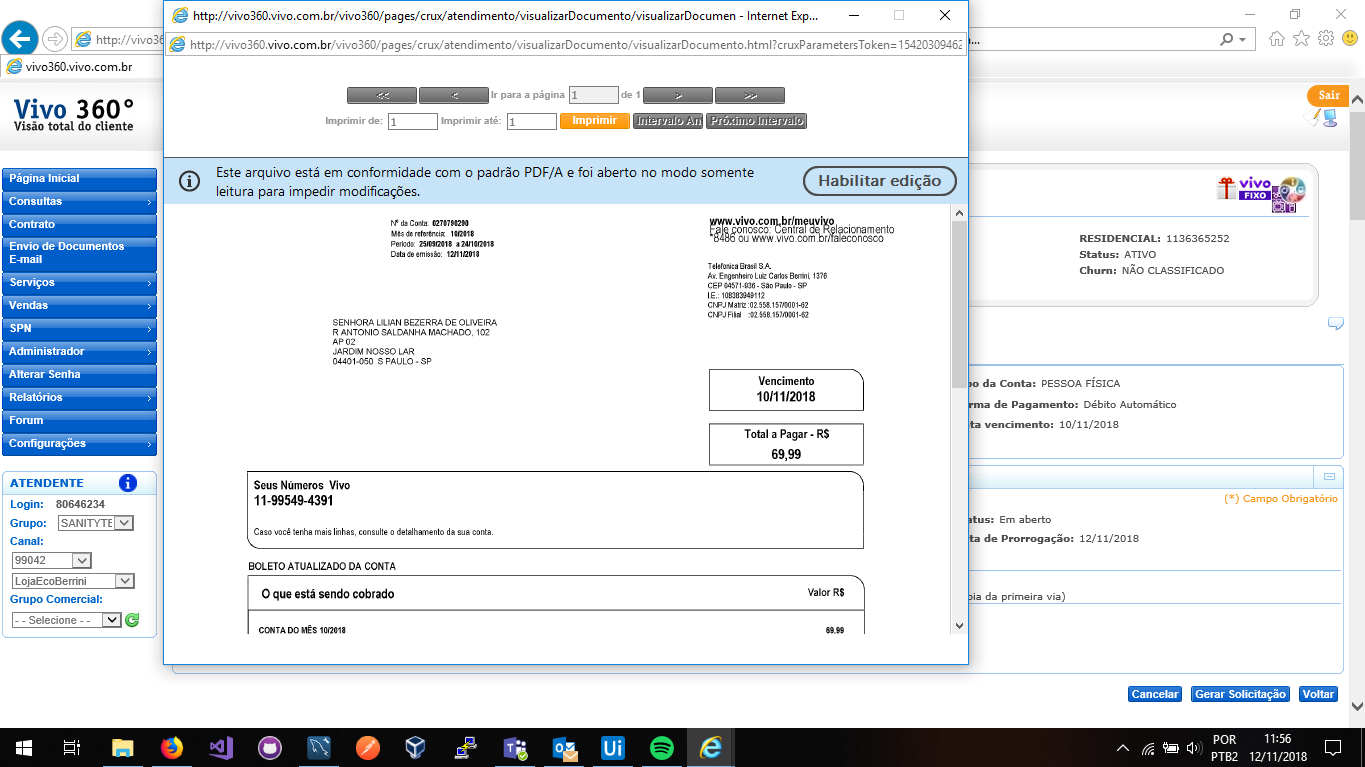 http://vivo360.vivo.com.br/vivo360/pages/crux/atendimento/visualizarDocumento/visualizarDocumen - Internet Exp...
http://vivo360.vivo.com.br/vivo360/pages/crux/atendimento/visualizarDocumento/visualizarDocumento.html?cruxParametersToken=15420309462
http://vivo36
vivo360.vivo.com.br
Vivo 360°
Visão total do cliente
Sair
<< < Ir para a página 1 de 1 > >>
Imprimir de: 1 Imprimir até: 1 Imprimir Intervalo An Próximo Intervalo
Este arquivo está em conformidade com o padrão PDF/A e foi aberto no modo somente
leitura para impedir modificações.
Habilitar edição
Página Inicial
Consultas
Contrato
Envio de Documentos
E-mail
Serviços
Vendas
SPN
Administrador
Alterar Senha
Relatórios
Forum
Configurações
ATENDENTE
Login: 80646234
Grupo: SANITYTE
Canal:
99042
LojaEcoBerrini
Grupo Comercial:
- - Selecione - -
Nº da Conta: 0270790290
Mês de referência: 10/2018
Período: 25/09/2018 a 24/10/2018
Data de emissão: 12/11/2018
www.vivo.com.br/meuvivo
Fale conosco: Central de Relacionamento
*8486 ou www.vivo.com.br/faleconosco
Telefonica Brasil S.A.
Av. Engenheiro Luiz Carlos Berrini, 1376
CEP 04571-936 - São Paulo - SP
I.E.: 108383949112
CNPJ Matriz :02.558.157/0001-62
CNPJ Filial :02.558.157/0001-62
SENHORA LILIAN BEZERRA DE OLIVEIRA
R ANTONIO SALDANHA MACHADO, 102
AP 02
JARDIM NOSSO LAR
04401-050 S PAULO - SP
Vencimento
10/11/2018
Total a Pagar - R$
69,99
Seus Números Vivo
11-99549-4391
Caso você tenha mais linhas, consulte o detalhamento da sua conta.
BOLETO ATUALIZADO DA CONTA
O que está sendo cobrado Valor R$
CONTA DO MÊS 10/2018 69,99
vivo
FIXO
RESIDENCIAL: 1136365252
Status: ATIVO
Churn: NÃO CLASSIFICADO
po da Conta: PESSOA FÍSICA
rma de Pagamento: Débito Automático
ta vencimento: 10/11/2018
(*) Campo Obrigatório
atus: Em aberto
ta de Prorrogação: 12/11/2018
pia da primeira via)
Cancelar Gerar Solicitação Voltar
Ui
POR
PTB2
11:56
12/11/2018